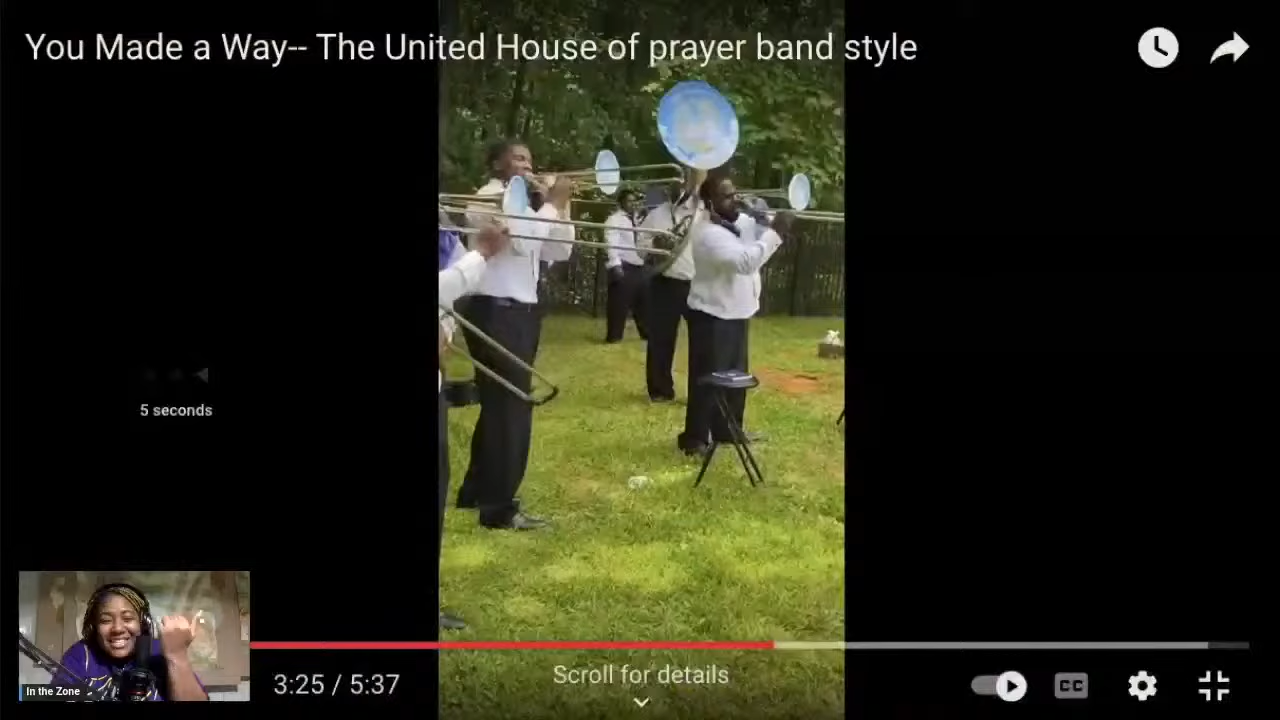 You Made a Way-- The United House of prayer band style
5 seconds
In the Zone
3:25 / 5:37
Scroll for details
CC